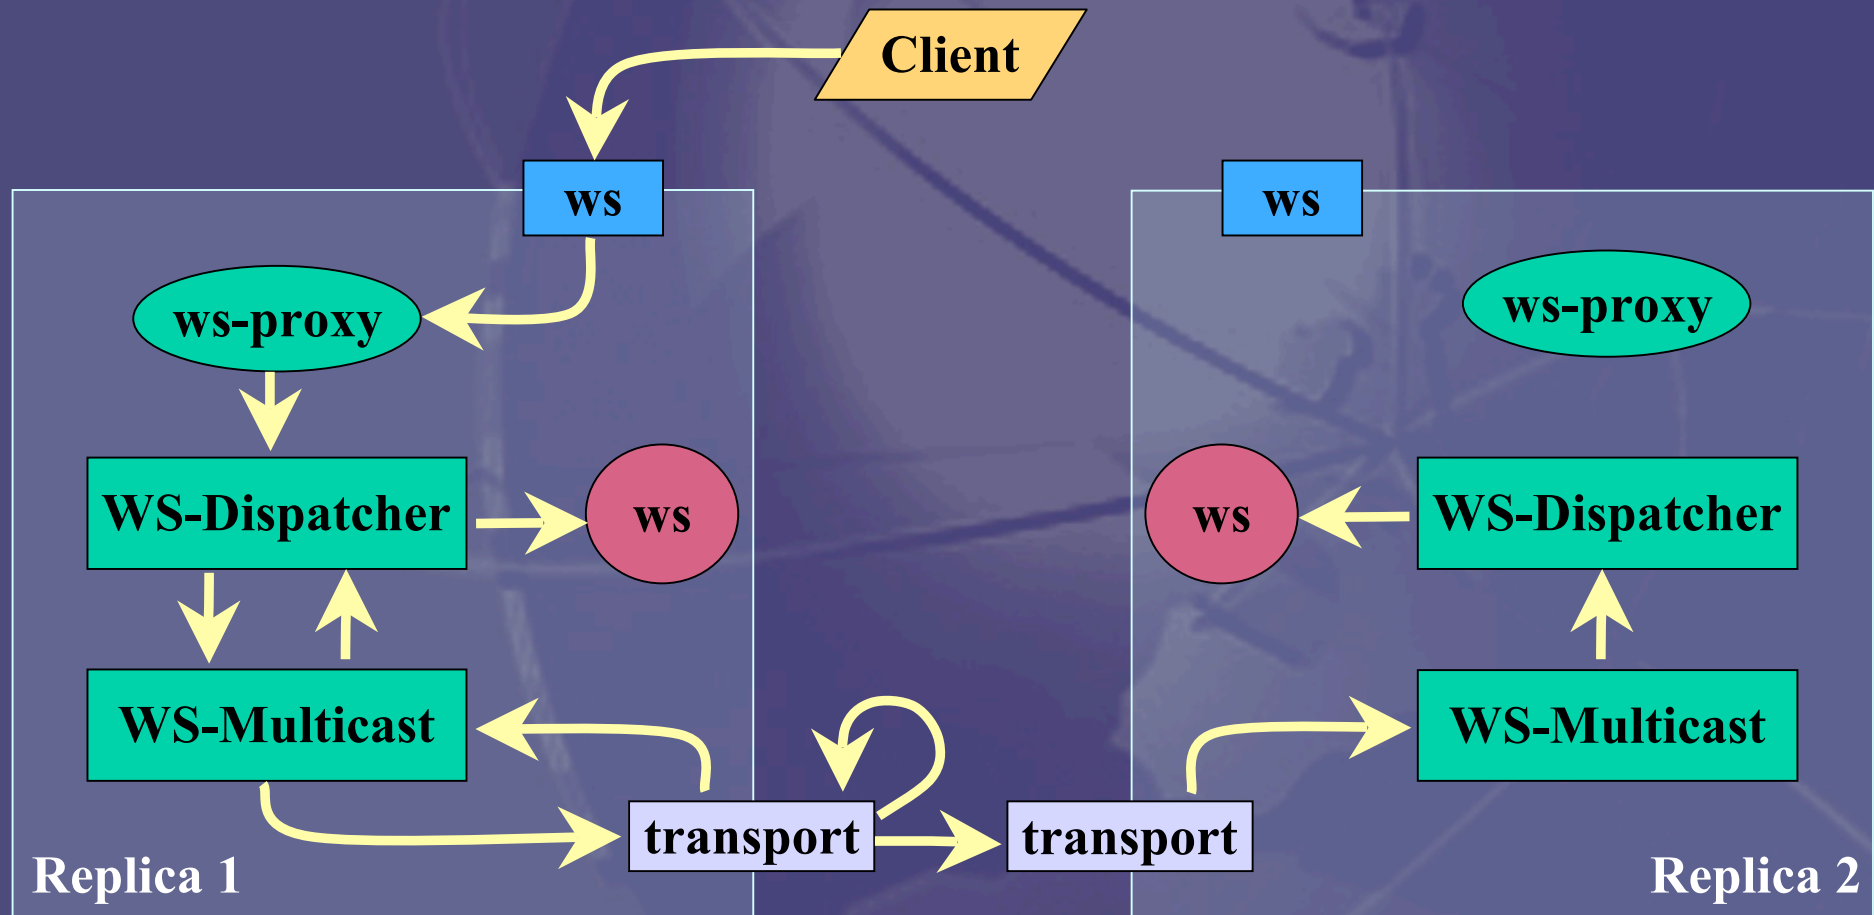 Client
ws
ws
ws-proxy
ws-proxy
WS-Dispatcher
ws
ws
WS-Dispatcher
WS-Multicast
WS-Multicast
transport
transport
Replica 1
Replica 2